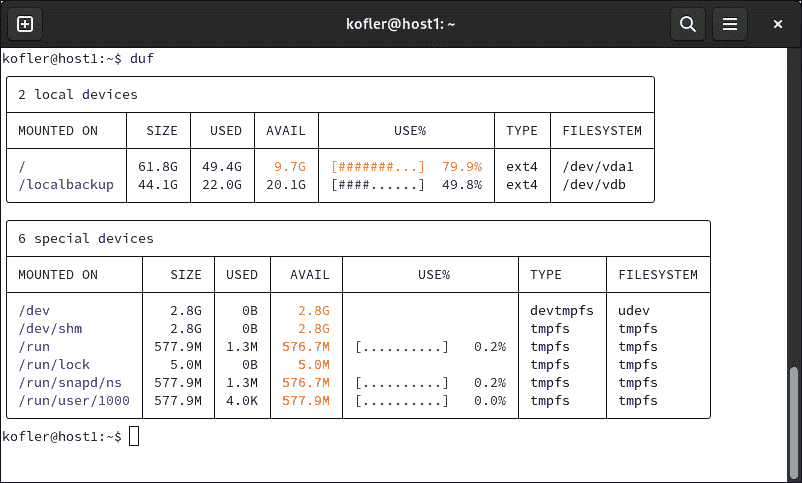 kofler@host1: ~
kofler@host1:~$ duf
2 local devices
MOUNTED ON SIZE USED AVAIL USE% TYPE FILESYSTEM
/ 61.8G 49.4G 9.7G [#######...] 79.9% ext4 /dev/vda1
/localbackup 44.1G 22.0G 20.1G [####......] 49.8% ext4 /dev/vdb
6 special devices
MOUNTED ON SIZE USED AVAIL USE% TYPE FILESYSTEM
/dev 2.8G 0B 2.8G devtmpfs udev
/dev/shm 2.8G 0B 2.8G tmpfs tmpfs
/run 577.9M 1.3M 576.7M [..........] 0.2% tmpfs tmpfs
/run/lock 5.0M 0B 5.0M tmpfs tmpfs
/run/snapd/ns 577.9M 1.3M 576.7M [..........] 0.2% tmpfs tmpfs
/run/user/1000 577.9M 4.0K 577.9M [..........] 0.0% tmpfs tmpfs
kofler@host1:~$